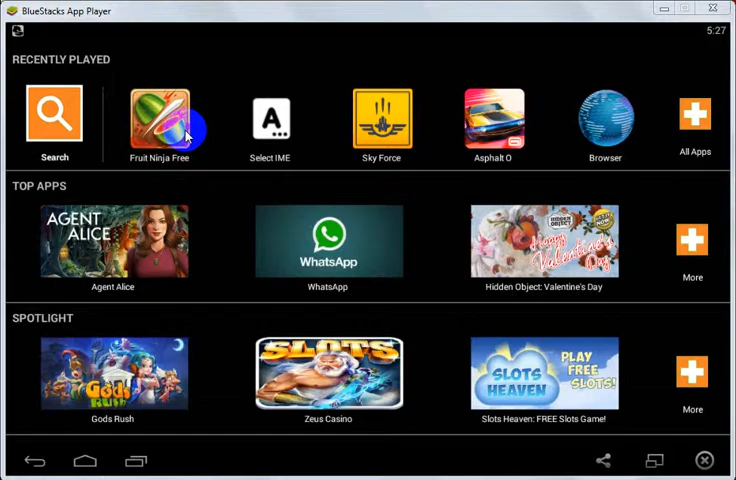 BlueStacks App Player
5:27
RECENTLY PLAYED
Search
Fruit Ninja Free
A
Select IME
Sky Force
Asphalt O
Browser
All Apps
TOP APPS
AGENT
ALICE
Agent Alice
WhatsApp
WhatsApp
HIDDEN
OBJECT
Happy
Valentine's
Day
Hidden Object: Valentine's Day
More
SPOTLIGHT
Gods
Rush
Gods Rush
SLOTS
Zeus Casino
SLOTS
HEAVEN
PLAY
FREE
SLOTS!
Slots Heaven: FREE Slots Game!
More